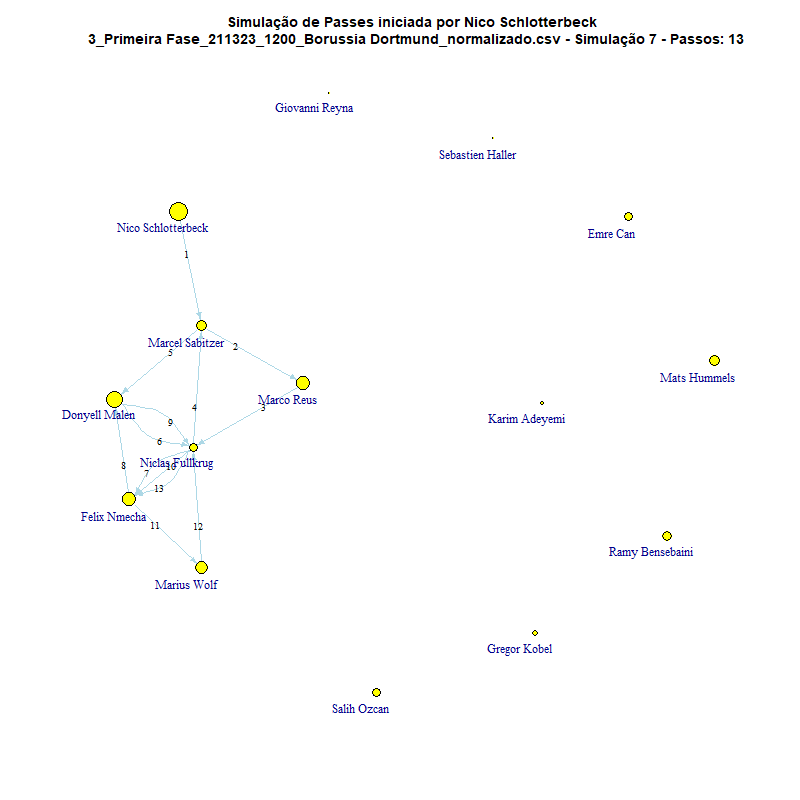 Simulação de Passes iniciada por Nico Schlotterbeck
3_Primeira Fase_211323_1200_Borussia Dortmund_normalizado.csv - Simulação 7 - Passos: 13
Giovanni Reyna
Sebastien Haller
Nico Schlotterbeck
Emre Can
1
Marcel Sabitzer
2
5
Mats Hummels
Marco Reus
4
3
Donyell Malen
Karim Adeyemi
9
6
Niclas Fullkrug
8
7
10
13
Felix Nmecha
11
12
Ramy Bensebaini
Marius Wolf
Gregor Kobel
Salih Ozcan